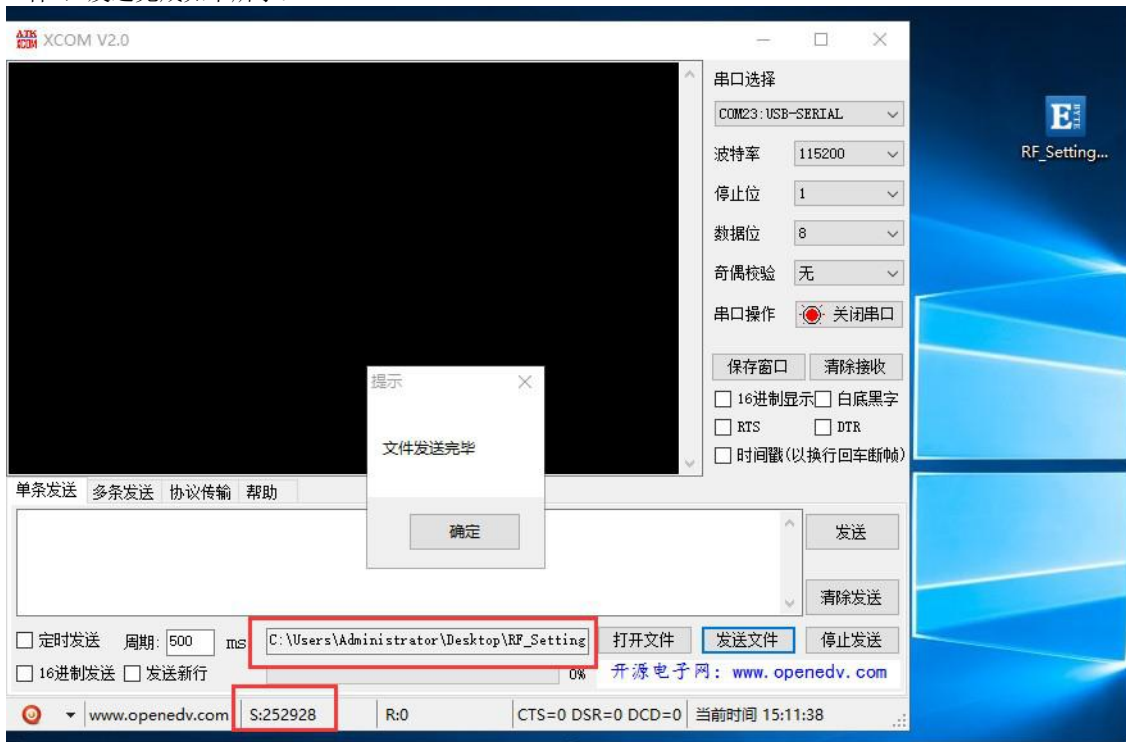 XCOM V2.0
串口选择
COM23:USB-SERIAL
波特率 115200
停止位 1
数据位 8
奇偶校验 无
串口操作 关闭串口
保存窗口 清除接收
16进制显示 白底黑字
RTS DTR
时间戳(以换行回车断帧)
提示
文件发送完毕
确定
单条发送 多条发送 协议传输 帮助
发送
清除发送
定时发送 周期: 500 ms C:\Users\Administrator\Desktop\RF_Setting 打开文件 发送文件 停止发送
16进制发送 发送新行 0% 开源电子网: www.openedv.com
www.openedv.com S:252928 R:0 CTS=0 DSR=0 DCD=0 当前时间 15:11:38
E BYTE
RF_Setting...